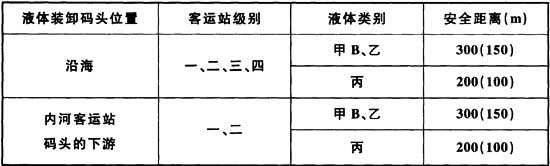 液体装卸码头位置 客运站级别 液体类别 安全距离(m)
沿海 一、二、三、四 甲B、乙 300(150)
丙 200(100)
内河客运站
码头的下游 一、二 甲B、乙 300(150)
丙 200(100)